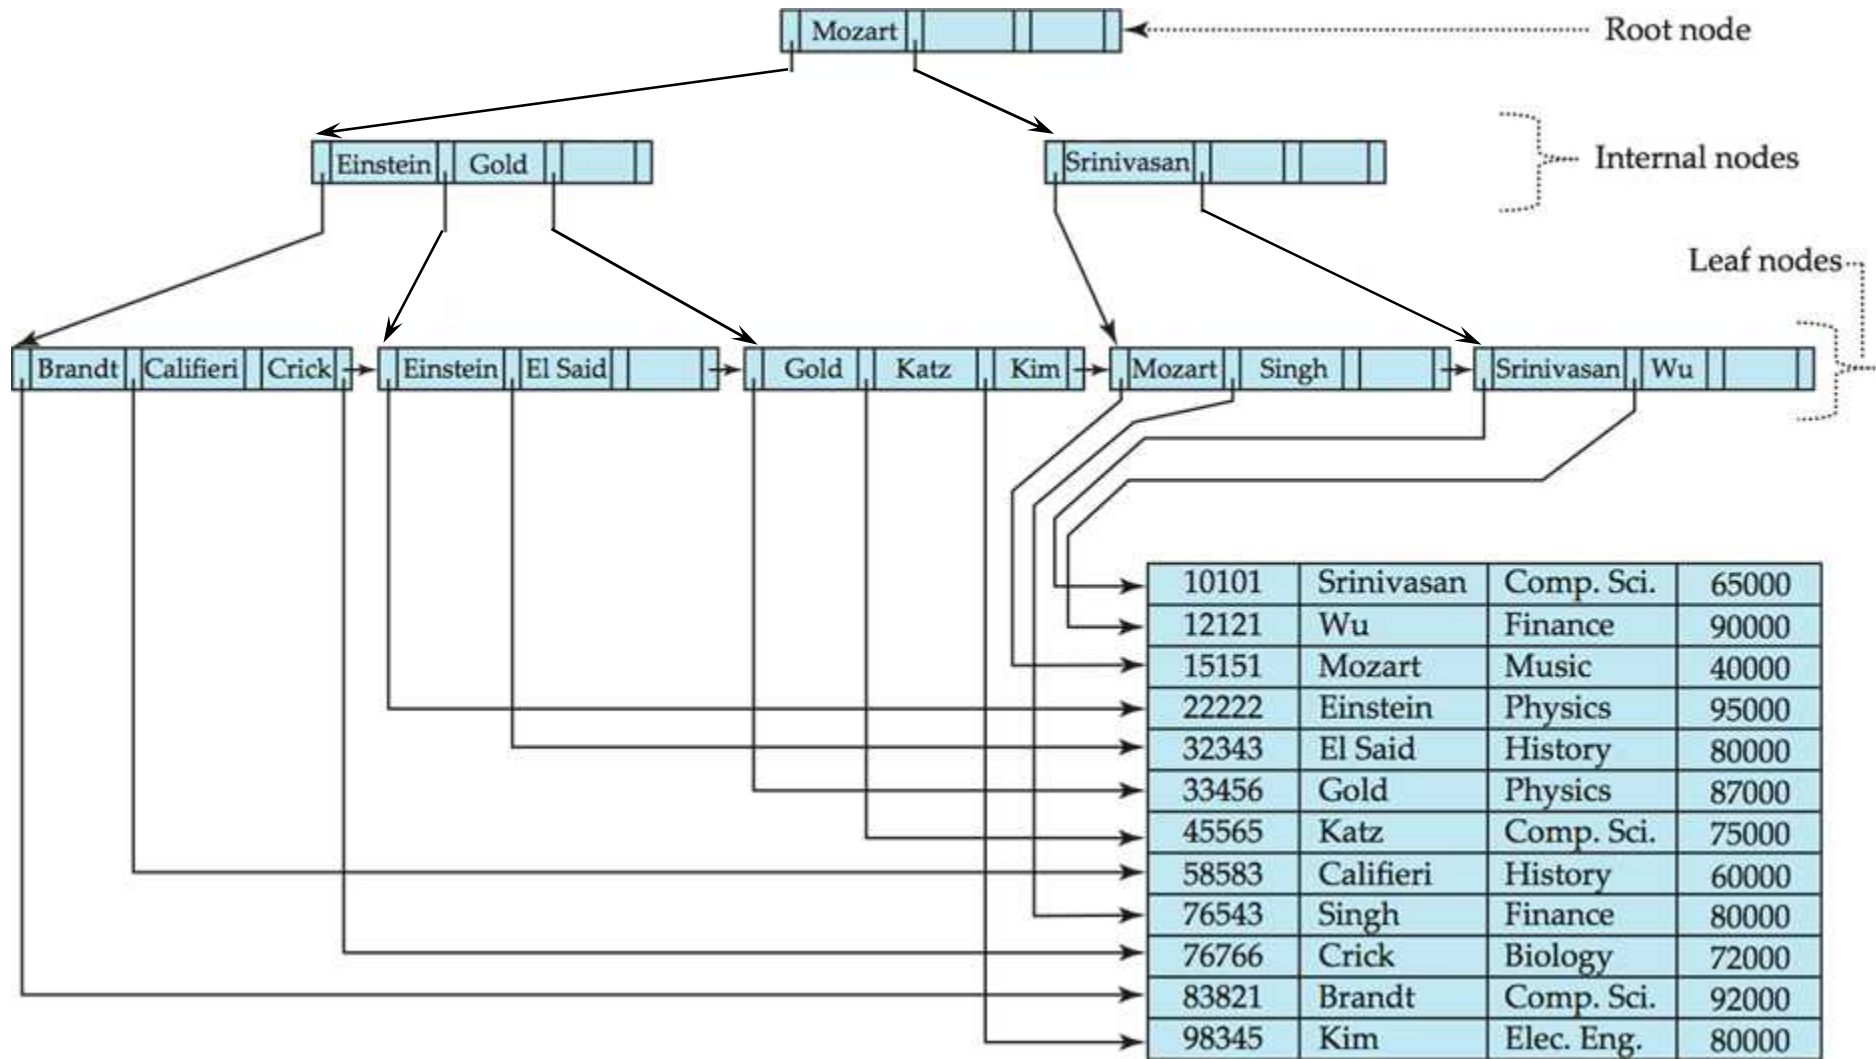 Mozart Root node
Einstein Gold Srinivasan Internal nodes
Leaf nodes
Brandt Califieri Crick Einstein El Said Gold Katz Kim Mozart Singh Srinivasan Wu
10101 Srinivasan Comp. Sci. 65000
12121 Wu Finance 90000
15151 Mozart Music 40000
22222 Einstein Physics 95000
32343 El Said History 80000
33456 Gold Physics 87000
45565 Katz Comp. Sci. 75000
58583 Califieri History 60000
76543 Singh Finance 80000
76766 Crick Biology 72000
83821 Brandt Comp. Sci. 92000
98345 Kim Elec. Eng. 80000